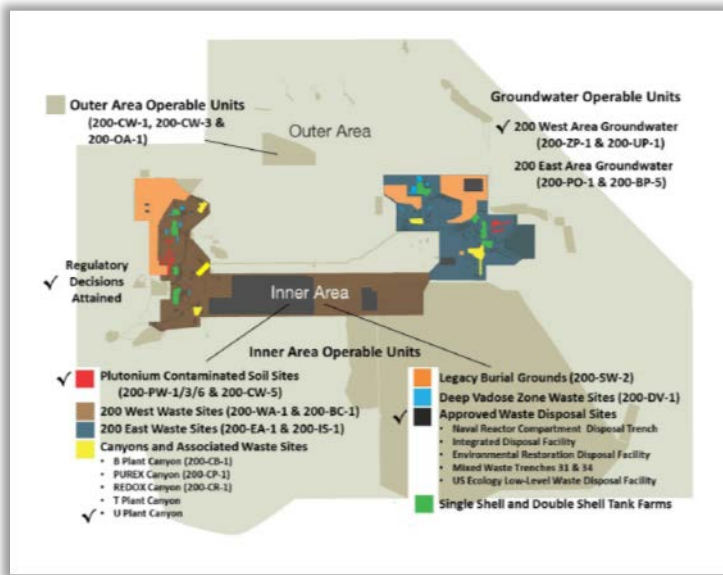 Outer Area Operable Units
(200-CW-1, 200-CW-3 &
200-OA-1)
Outer Area
Groundwater Operable Units
✓ 200 West Area Groundwater
(200-ZP-1 & 200-UP-1)
200 East Area Groundwater
(200-PO-1 & 200-BP-5)
✓ Regulatory
Decisions
Attained
Inner Area
Inner Area Operable Units
✓ Plutonium Contaminated Soil Sites
(200-PW-1/3/6 & 200-CW-5)
200 West Waste Sites (200-WA-1 & 200-BC-1)
200 East Waste Sites (200-EA-1 & 200-IS-1)
Canyons and Associated Waste Sites
• B Plant Canyon (200-CB-1)
• PUREX Canyon (200-CP-1)
• REDOX Canyon (200-CR-1)
• T Plant Canyon
✓ • U Plant Canyon
Legacy Burial Grounds (200-SW-2)
Deep Vadose Zone Waste Sites (200-DV-1)
✓ Approved Waste Disposal Sites
• Naval Reactor Compartment Disposal Trench
• Integrated Disposal Facility
• Environmental Restoration Disposal Facility
• Mixed Waste Trenches 31 & 34
• US Ecology Low-Level Waste Disposal Facility
Single Shell and Double Shell Tank Farms